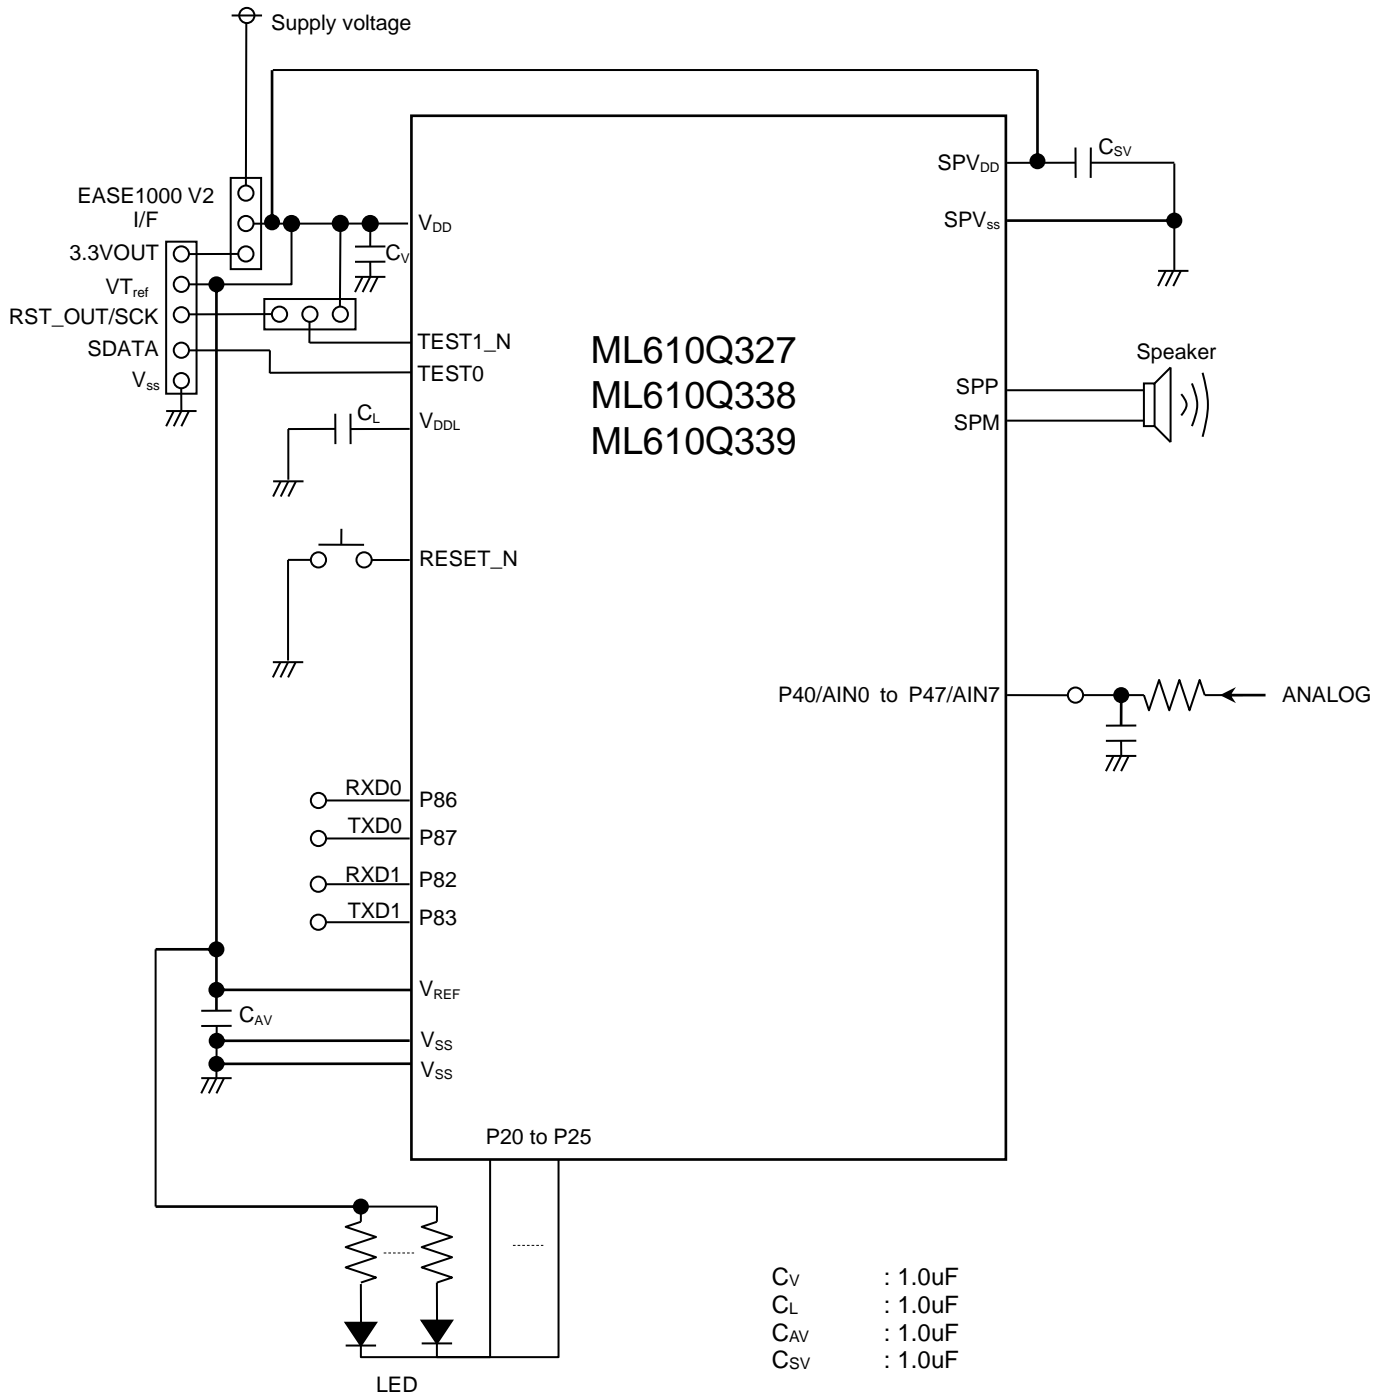 Supply voltage
EASE1000 V2
I/F
3.3VOUT
VTref
RST_OUT/SCK
SDATA
Vss
VDD
CV
TEST1_N
TEST0
CL
VDDL
RESET_N
RXD0
P86
TXD0
P87
RXD1
P82
TXD1
P83
VREF
CAV
VSS
VSS
P20 to P25
LED
ML610Q327
ML610Q338
ML610Q339
SPVDD
CSV
SPVss
Speaker
SPP
SPM
P40/AIN0 to P47/AIN7
ANALOG
CV : 1.0uF
CL : 1.0uF
CAV : 1.0uF
CSV : 1.0uF